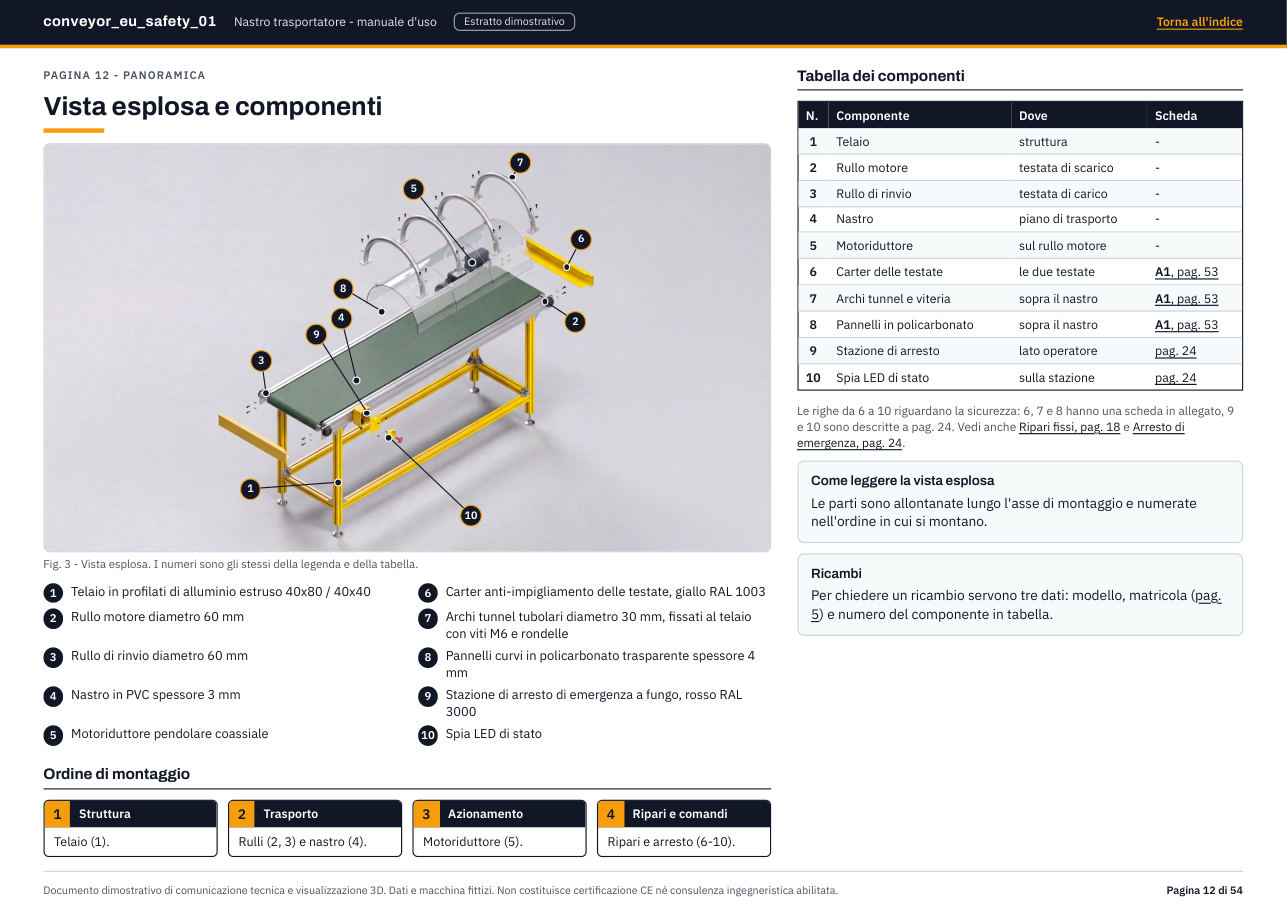 conveyor_eu_safety_01 Nastro trasportatore - manuale d'uso Estratto dimostrativo Torna all'indice
PAGINA 12 - PANORAMICA
Vista esplosa e componenti
7
5
6
8
4
9
2
3
1
10
Fig. 3 - Vista esplosa. I numeri sono gli stessi della legenda e della tabella.
1 Telaio in profilati di alluminio estruso 40x80 / 40x40
2 Rullo motore diametro 60 mm
3 Rullo di rinvio diametro 60 mm
4 Nastro in PVC spessore 3 mm
5 Motoriduttore pendolare coassiale
6 Carter anti-impigliamento delle testate, giallo RAL 1003
7 Archi tunnel tubolari diametro 30 mm, fissati al telaio
con viti M6 e rondelle
8 Pannelli curvi in policarbonato trasparente spessore 4
mm
9 Stazione di arresto di emergenza a fungo, rosso RAL
3000
10 Spia LED di stato
Ordine di montaggio
1 Struttura
Telaio (1).
2 Trasporto
Rulli (2, 3) e nastro (4).
3 Azionamento
Motoriduttore (5).
4 Ripari e comandi
Ripari e arresto (6-10).
Tabella dei componenti
N. Componente Dove Scheda
1 Telaio struttura -
2 Rullo motore testata di scarico -
3 Rullo di rinvio testata di carico -
4 Nastro piano di trasporto -
5 Motoriduttore sul rullo motore -
6 Carter delle testate le due testate A1, pag. 53
7 Archi tunnel e viteria sopra il nastro A1, pag. 53
8 Pannelli in policarbonato sopra il nastro A1, pag. 53
9 Stazione di arresto lato operatore pag. 24
10 Spia LED di stato sulla stazione pag. 24
Le righe da 6 a 10 riguardano la sicurezza: 6, 7 e 8 hanno una scheda in allegato, 9
e 10 sono descritte a pag. 24. Vedi anche Ripari fissi, pag. 18 e Arresto di
emergenza, pag. 24.
Come leggere la vista esplosa
Le parti sono allontanate lungo l'asse di montaggio e numerate
nell'ordine in cui si montano.
Ricambi
Per chiedere un ricambio servono tre dati: modello, matricola (pag.
5) e numero del componente in tabella.
Documento dimostrativo di comunicazione tecnica e visualizzazione 3D. Dati e macchina fittizi. Non costituisce certificazione CE né consulenza ingegneristica abilitata. Pagina 12 di 54